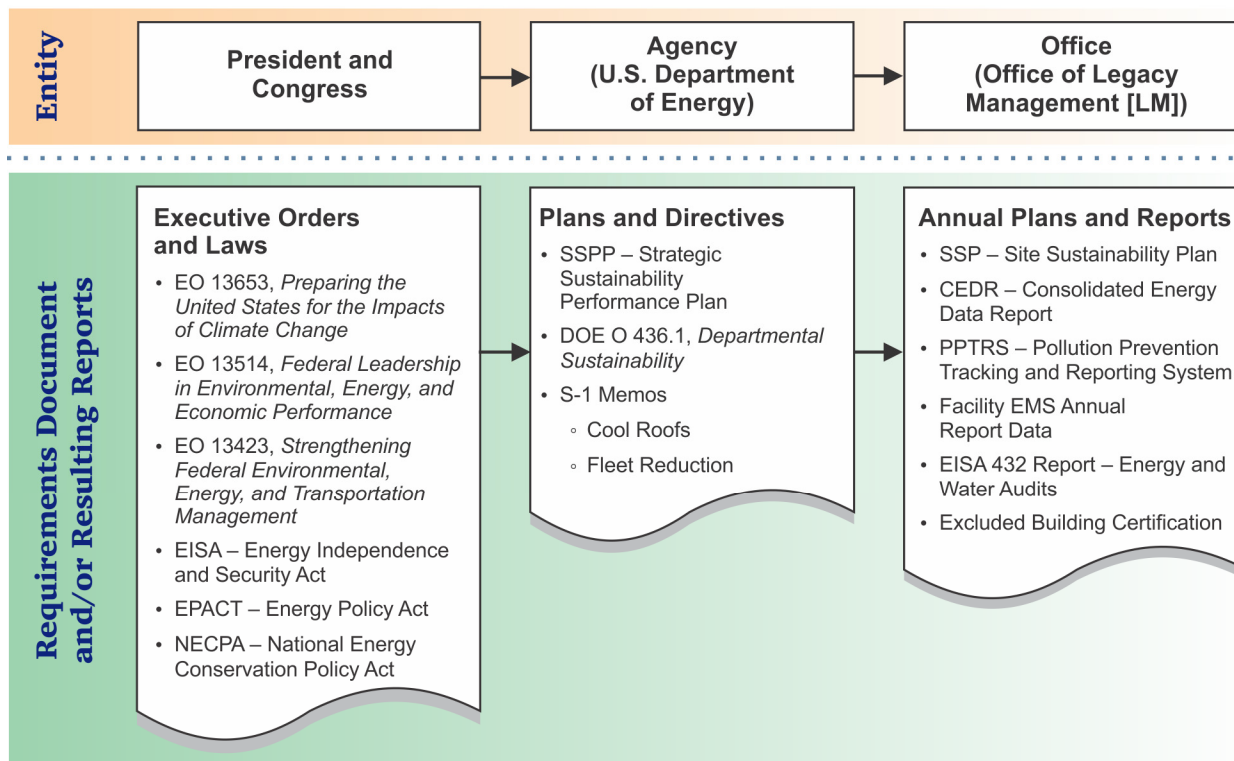 Entity
President and
Congress
Agency
(U.S. Department
of Energy)
Office
(Office of Legacy
Management [LM])
Requirements Document
and/or Resulting Reports
Executive Orders
and Laws
• EO 13653, Preparing the
United States for the Impacts
of Climate Change
• EO 13514, Federal Leadership
in Environmental, Energy, and
Economic Performance
• EO 13423, Strengthening
Federal Environmental,
Energy, and Transportation
Management
• EISA – Energy Independence
and Security Act
• EPACT – Energy Policy Act
• NECPA – National Energy
Conservation Policy Act
Plans and Directives
• SSPP – Strategic
Sustainability
Performance Plan
• DOE O 436.1, Departmental
Sustainability
• S-1 Memos
◦ Cool Roofs
◦ Fleet Reduction
Annual Plans and Reports
• SSP – Site Sustainability Plan
• CEDR – Consolidated Energy
Data Report
• PPTRS – Pollution Prevention
Tracking and Reporting System
• Facility EMS Annual
Report Data
• EISA 432 Report – Energy and
Water Audits
• Excluded Building Certification